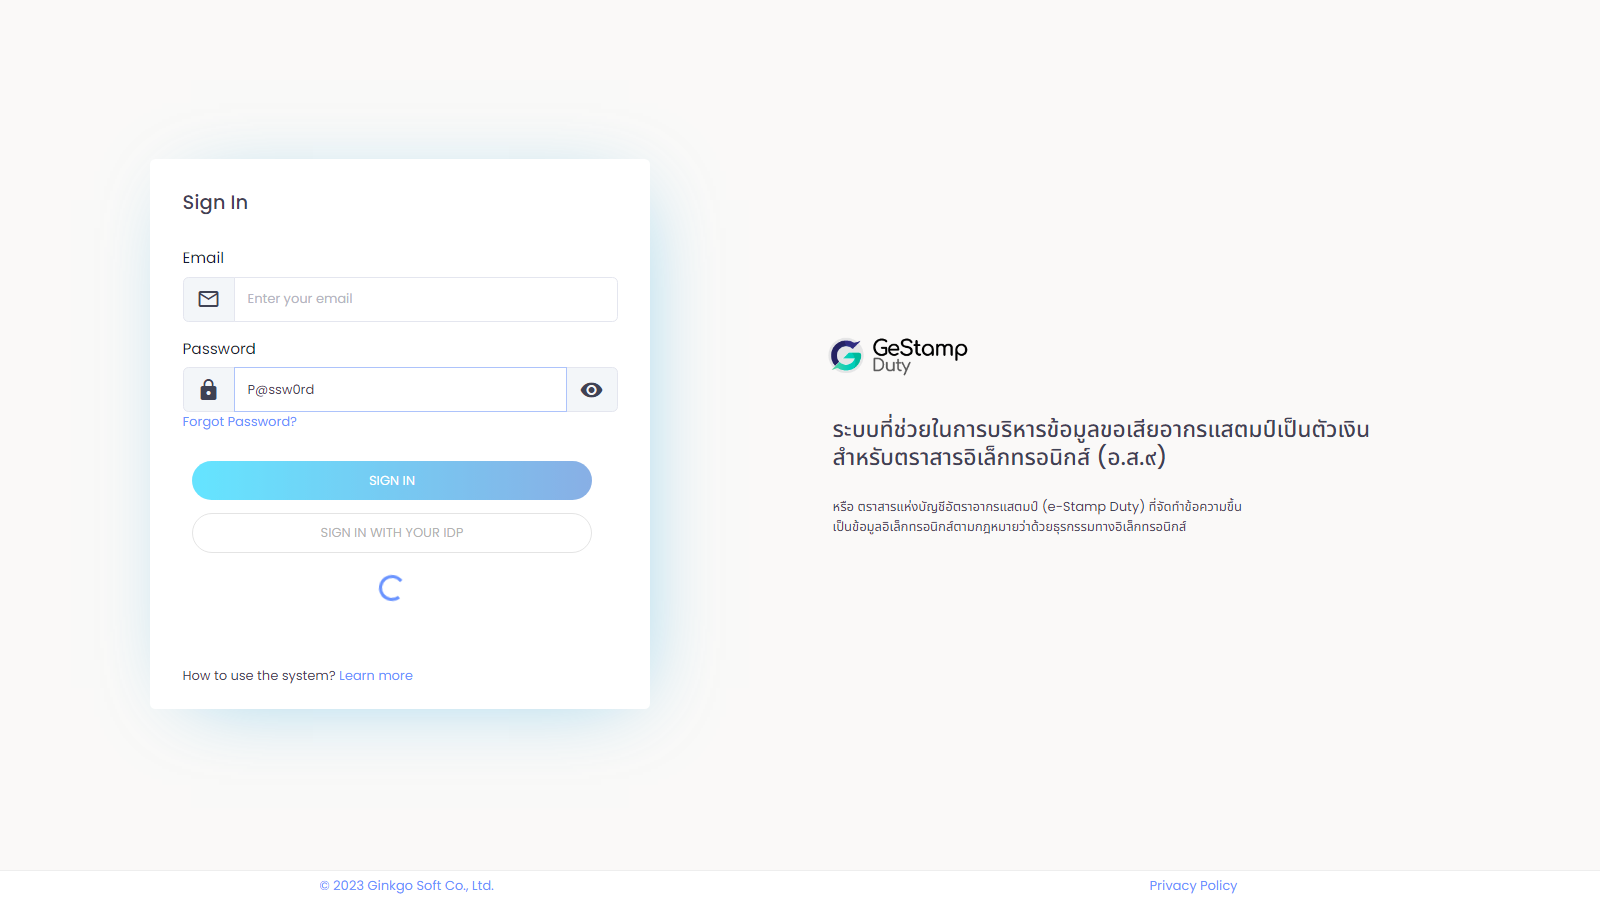 Sign In
Email
Enter your email
Password
P@ssw0rd
Forgot Password?
SIGN IN
SIGN IN WITH YOUR IDP
How to use the system? Learn more
GeStamp
Duty
ระบบที่ช่วยในการบริหารข้อมูลขอเสียอากรแสตมป์เป็นตัวเงิน
สำหรับตราสารอิเล็กทรอนิกส์ (อ.ส.๙)
หรือ ตราสารแห่งบัญชีอัตราอากรแสตมป์ (e-Stamp Duty) ที่จัดทำข้อความขึ้น
เป็นข้อมูลอิเล็กทรอนิกส์ตามกฎหมายว่าด้วยธุรกรรมทางอิเล็กทรอนิกส์
© 2023 Ginkgo Soft Co., Ltd.
Privacy Policy